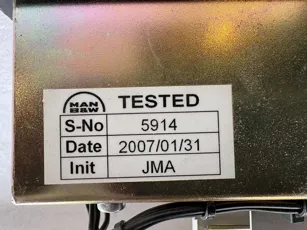 MAN
B&W
TESTED
S-No 5914
Date 2007/01/31
Init JMA